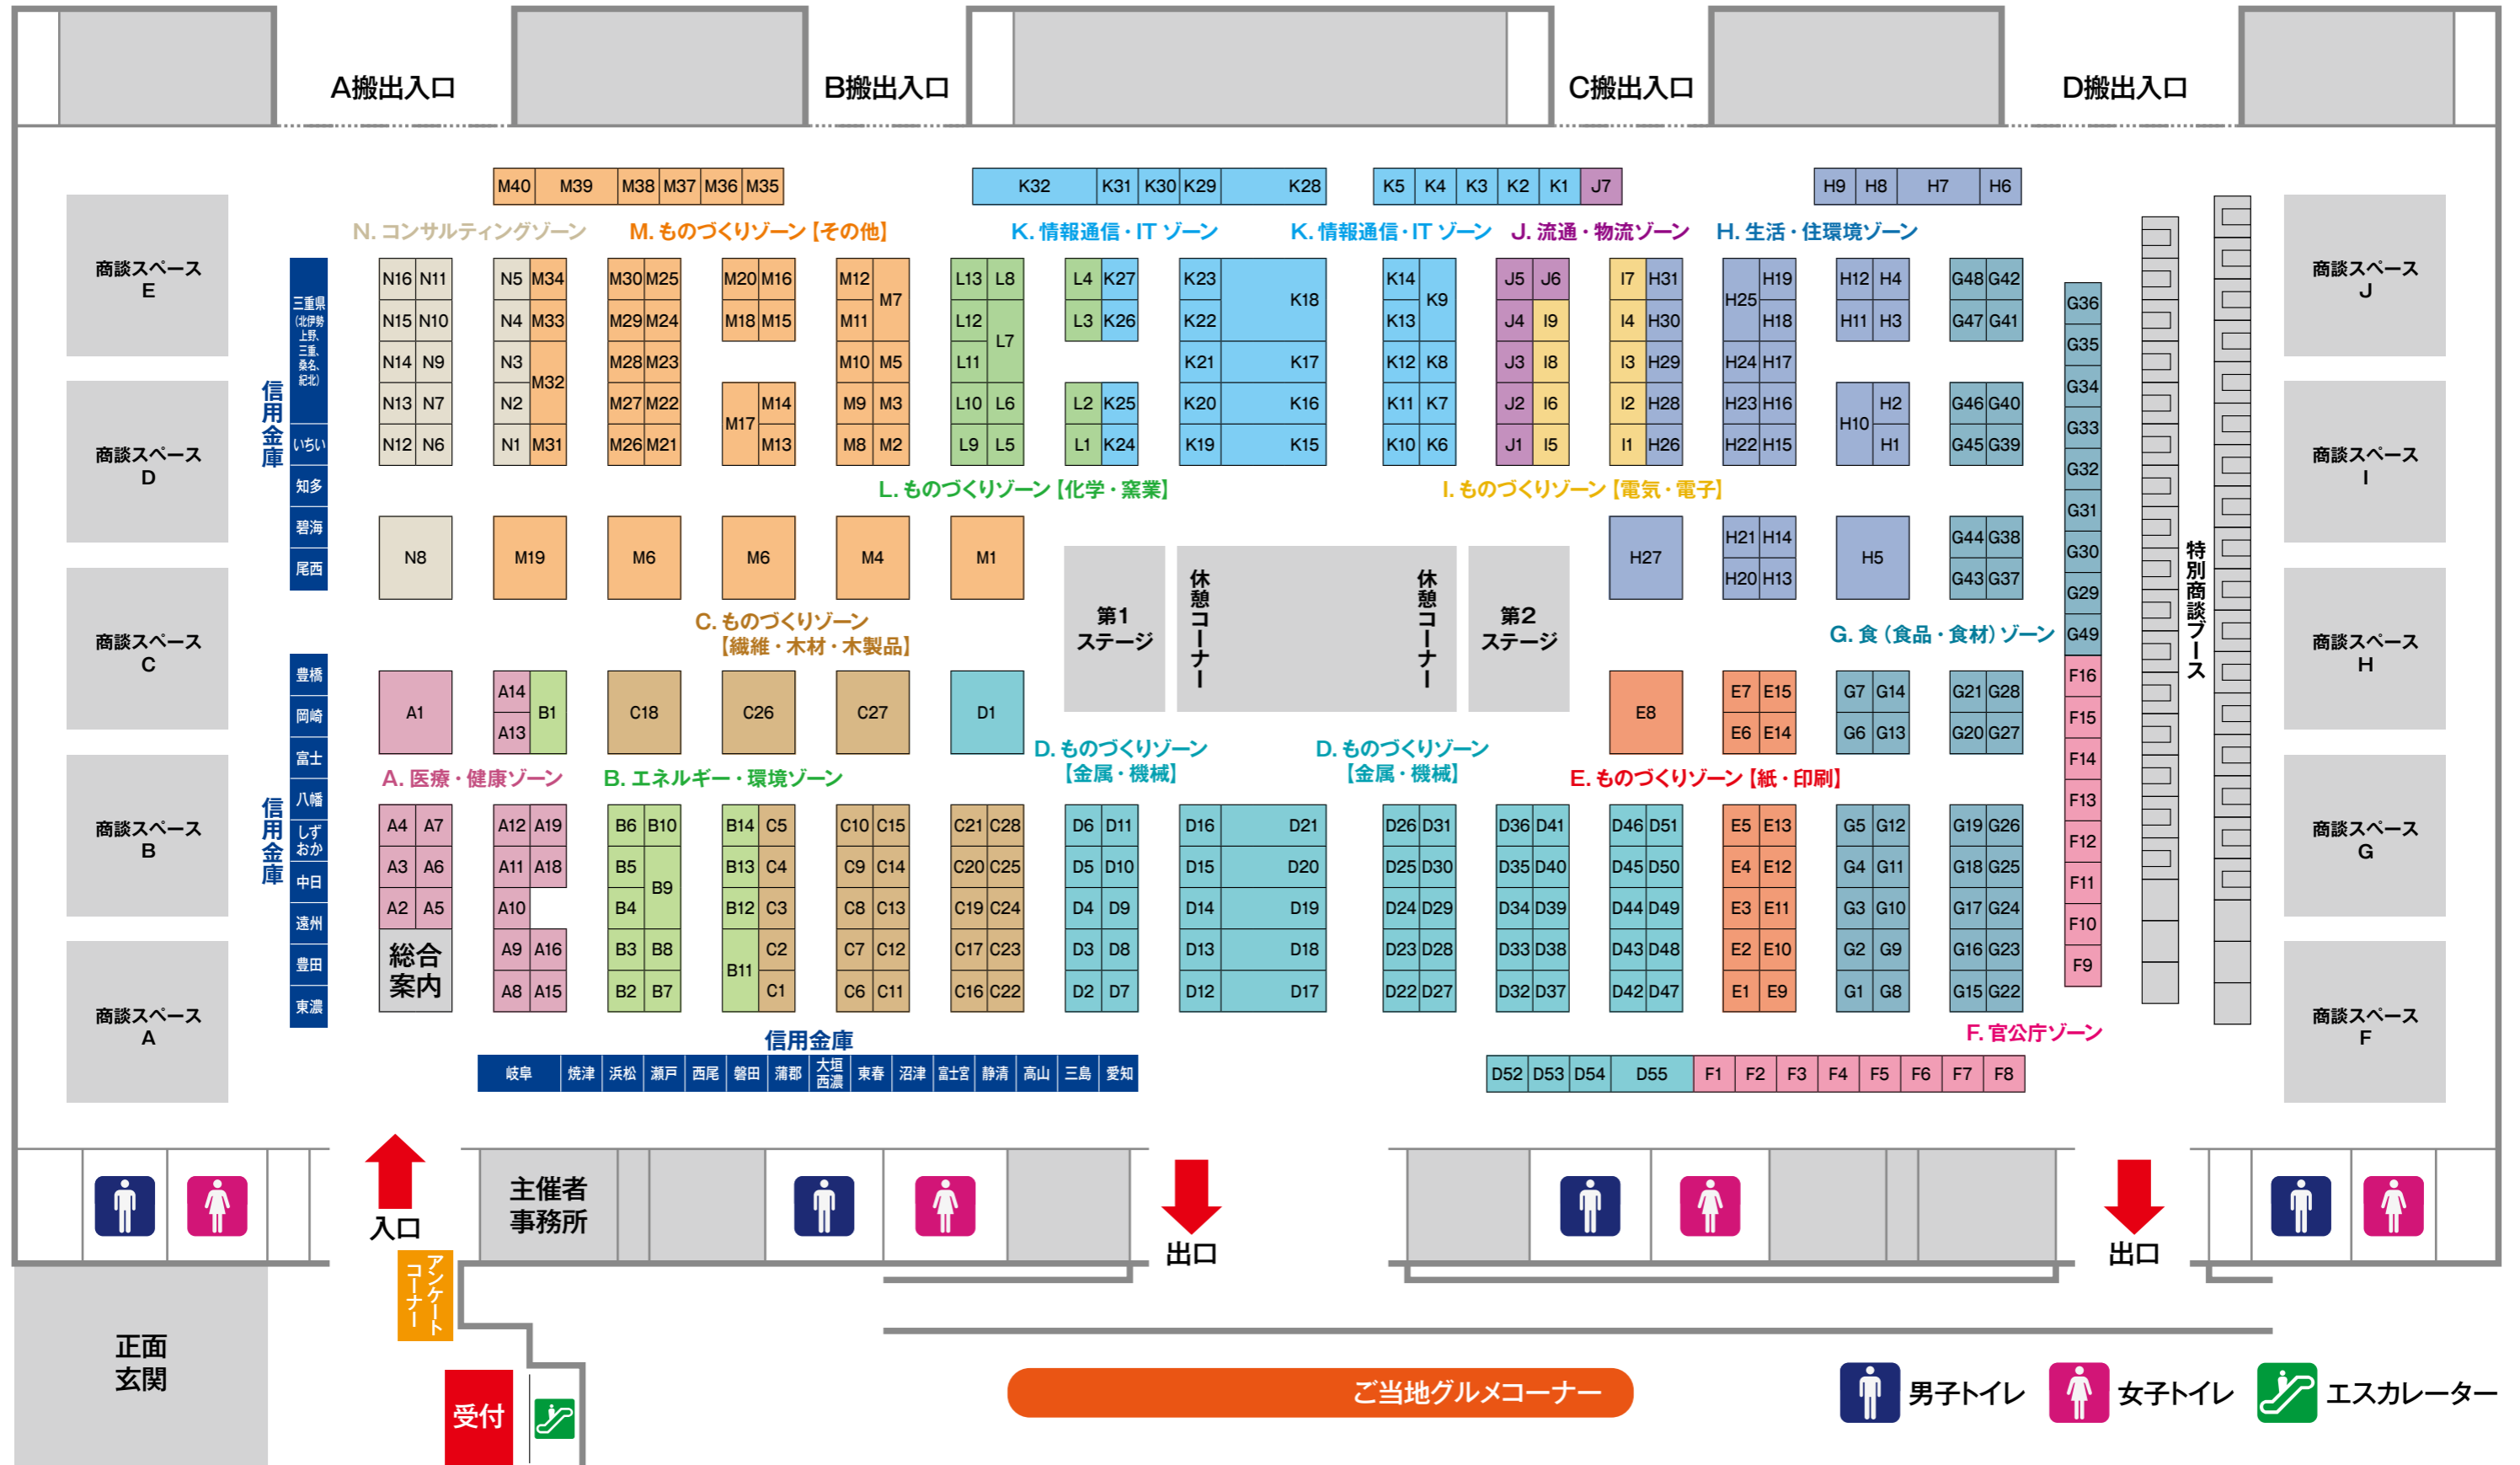 A搬出入口
B搬出入口
C搬出入口
D搬出入口
M40 M39 M38 M37 M36 M35
K32 K31 K30 K29 K28
K5 K4 K3 K2 K1 J7
H9 H8 H7 H6
N. コンサルティングゾーン
M. ものづくりゾーン【その他】
K. 情報通信・IT ゾーン
K. 情報通信・IT ゾーン
J. 流通・物流ゾーン
H. 生活・住環境ゾーン
商談スペース
E
商談スペース
D
商談スペース
C
商談スペース
B
商談スペース
A
信用金庫
三重県
(北伊勢
上野、
三重、
桑名、
紀北)
いちい
知多
碧海
尾西
信用金庫
豊橋
岡崎
富士
八幡
しず
おか
中日
遠州
豊田
東濃
N16 N11
N15 N10
N14 N9
N13 N7
N12 N6
N5 M34
N4 M33
N3
M32
N2
N1 M31
M30 M25
M29 M24
M28 M23
M27 M22
M26 M21
M20 M16
M18 M15
M17
M14
M13
M12
M7
M11
M10 M5
M9 M3
M8 M2
L13 L8
L12
L7
L11
L10 L6
L9 L5
L4 K27
L3 K26
L2 K25
L1 K24
K23
K18
K22
K21 K17
K20 K16
K19 K15
K14
K9
K13
K12 K8
K11 K7
K10 K6
J5 J6
J4 I9
J3 I8
J2 I6
J1 I5
I7 H31
I4 H30
I3 H29
I2 H28
I1 H26
H25
H19
H18
H24 H17
H23 H16
H22 H15
H12 H4
H11 H3
H10
H2
H1
G48 G42
G47 G41
G46 G40
G45 G39
G36
G35
G34
G33
G32
G31
G30
G29
G49
F16
F15
F14
F13
F12
F11
F10
F9
特別商談ブース
商談スペース
J
商談スペース
I
商談スペース
H
商談スペース
G
商談スペース
F
L. ものづくりゾーン【化学・窯業】
I. ものづくりゾーン【電気・電子】
N8
M19
M6
M6
M4
M1
第1
ステージ
休憩コーナー
休憩コーナー
第2
ステージ
H27
H21 H14
H20 H13
H5
G44 G38
G43 G37
C. ものづくりゾーン
【繊維・木材・木製品】
G. 食（食品・食材）ゾーン
A1
A14
B1
A13
C18
C26
C27
D1
E8
E7 E15
E6 E14
G7 G14
G6 G13
G21 G28
G20 G27
A. 医療・健康ゾーン
B. エネルギー・環境ゾーン
D. ものづくりゾーン
【金属・機械】
D. ものづくりゾーン
【金属・機械】
E. ものづくりゾーン【紙・印刷】
A4 A7
A3 A6
A2 A5
総合
案内
A12 A19
A11 A18
A10
A9 A16
A8 A15
B6 B10
B5
B9
B4
B3 B8
B2 B7
B14 C5
B13 C4
B12 C3
B11
C2
C1
C10 C15
C9 C14
C8 C13
C7 C12
C6 C11
C21 C28
C20 C25
C19 C24
C17 C23
C16 C22
D6 D11
D5 D10
D4 D9
D3 D8
D2 D7
D16 D21
D15 D20
D14 D19
D13 D18
D12 D17
D26 D31
D25 D30
D24 D29
D23 D28
D22 D27
D36 D41
D35 D40
D34 D39
D33 D38
D32 D37
D46 D51
D45 D50
D44 D49
D43 D48
D42 D47
E5 E13
E4 E12
E3 E11
E2 E10
E1 E9
G5 G12
G4 G11
G3 G10
G2 G9
G1 G8
G19 G26
G18 G25
G17 G24
G16 G23
G15 G22
F. 官公庁ゾーン
信用金庫
岐阜 焼津 浜松 瀬戸 西尾 磐田 蒲郡 大垣西濃 東春 沼津 富士宮 静清 高山 三島 愛知
D52 D53 D54 D55 F1 F2 F3 F4 F5 F6 F7 F8
入口
主催者
事務所
出口
出口
アンケート
コーナー
正面
玄関
受付
ご当地グルメコーナー
男子トイレ
女子トイレ
エスカレーター